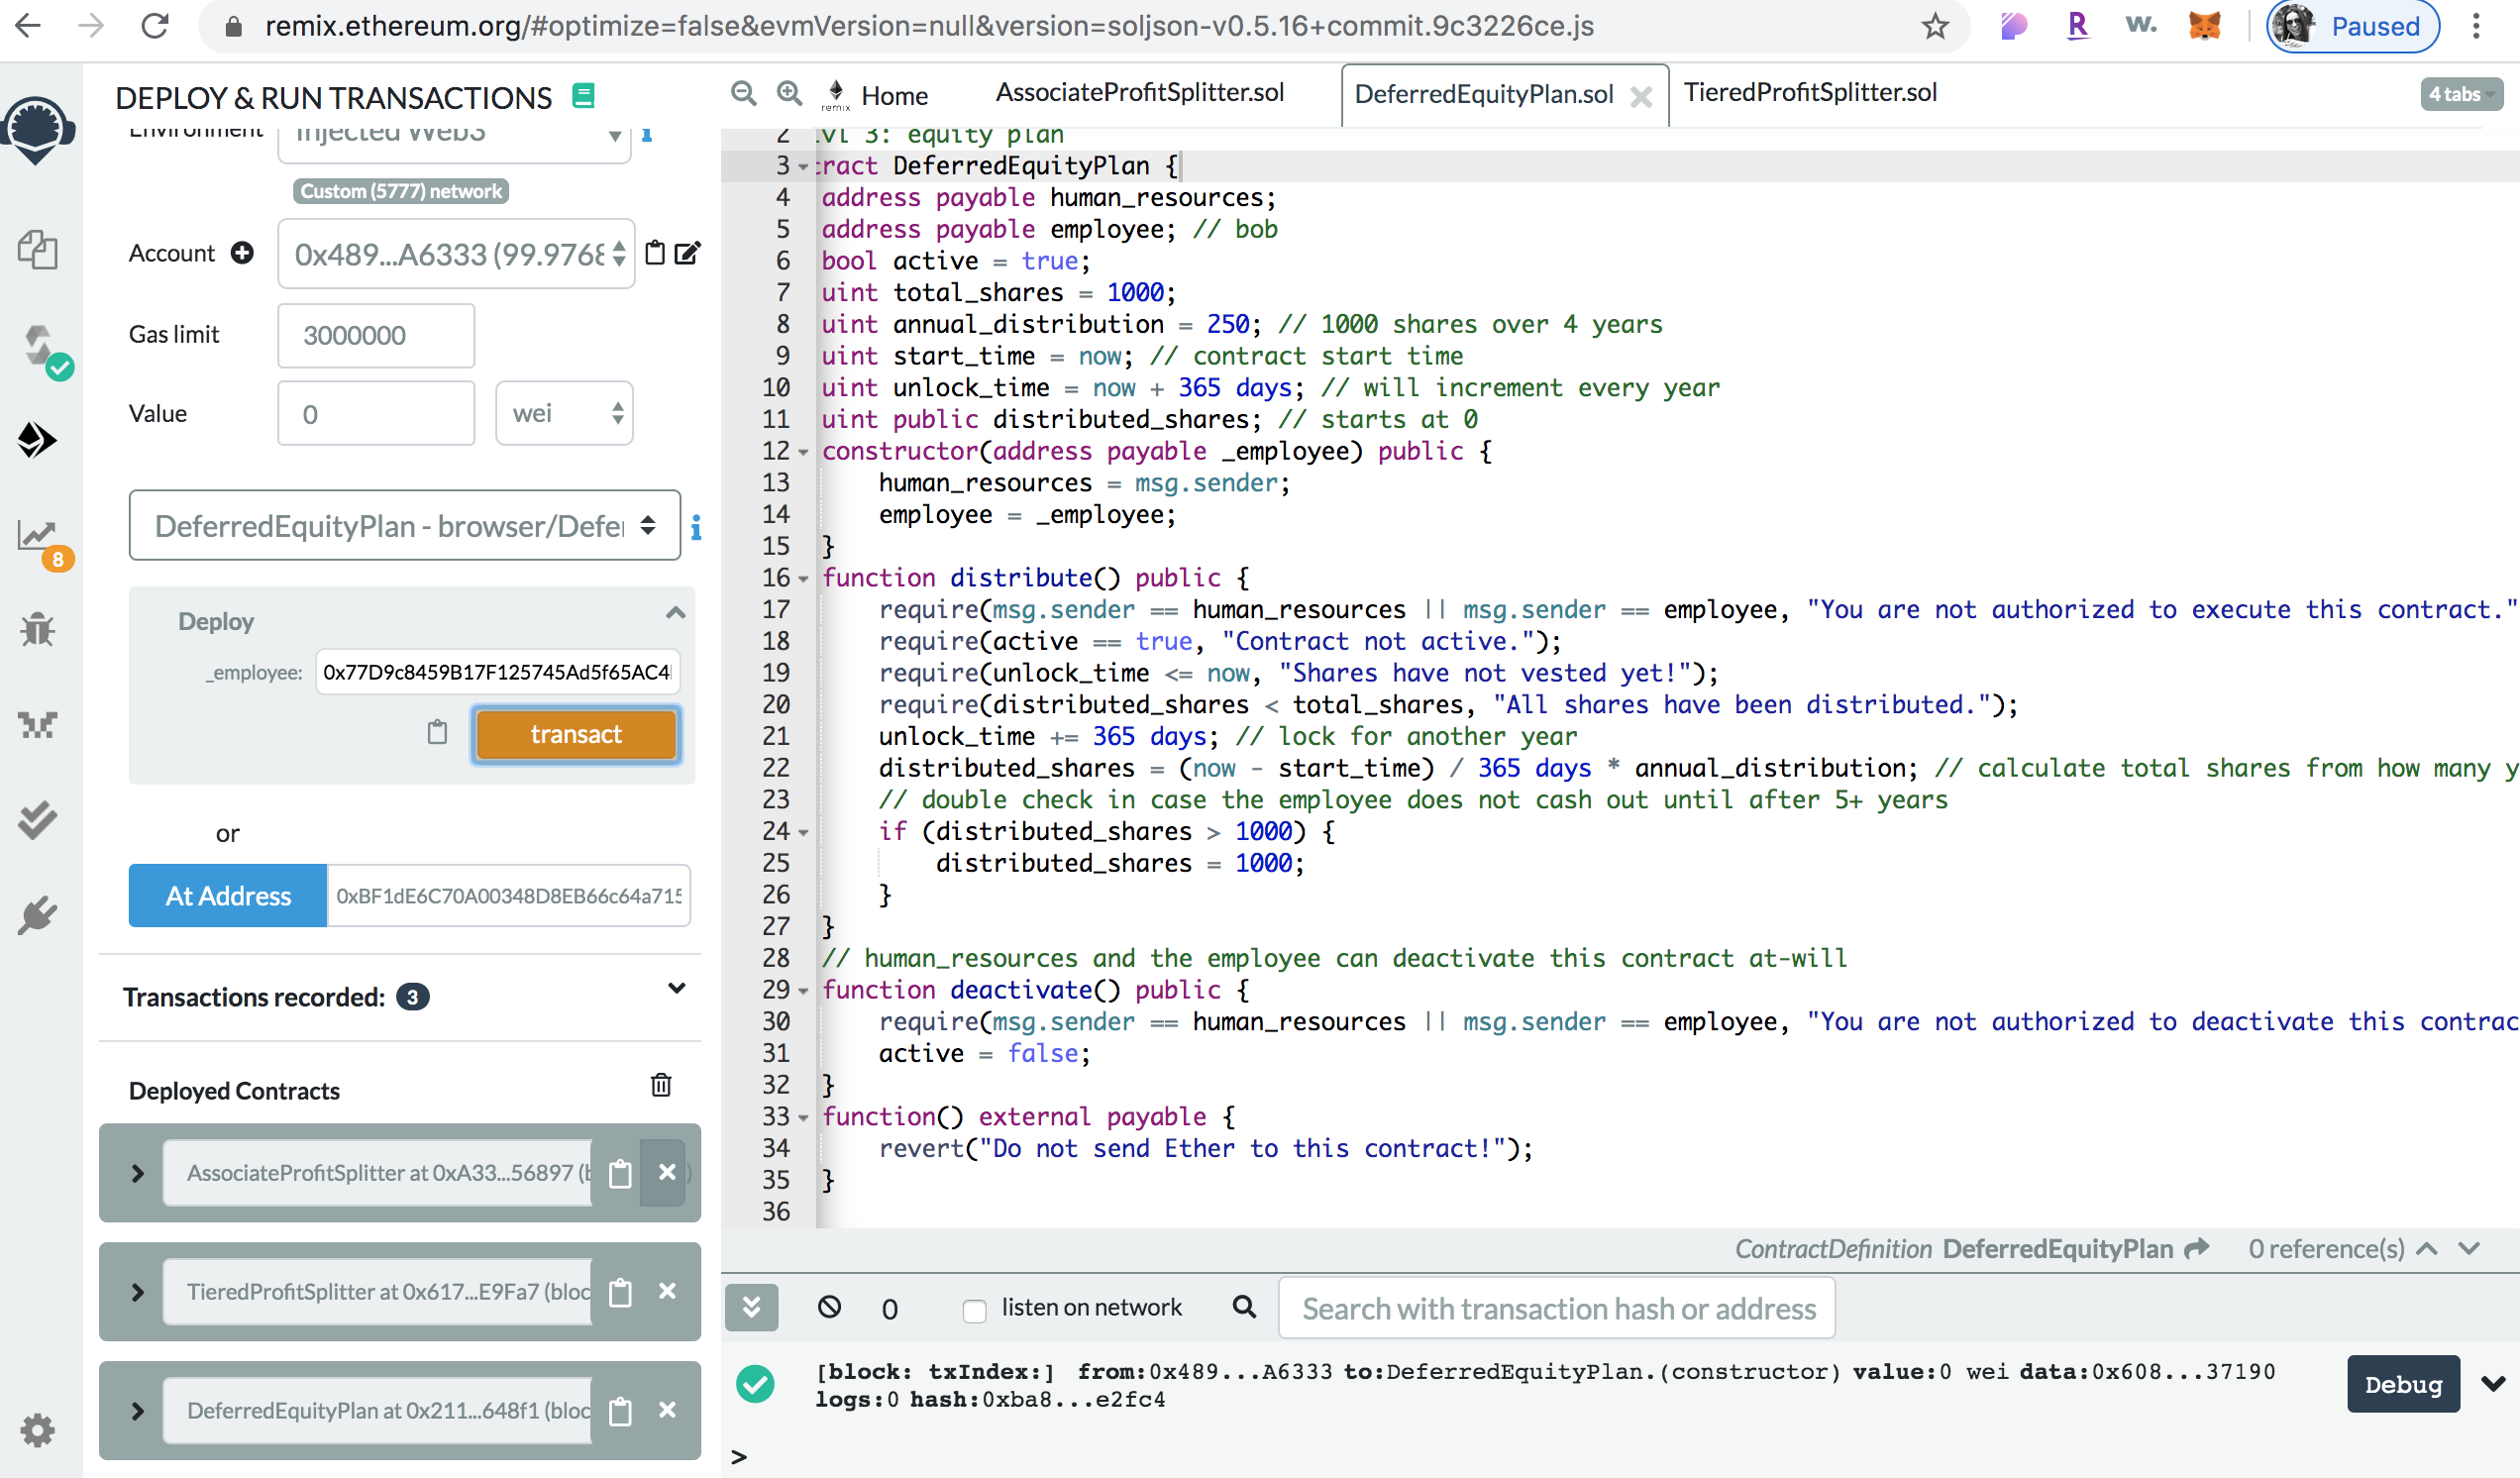 remix.ethereum.org/#optimize=false&evmVersion=null&version=soljson-v0.5.16+commit.9c3226ce.js
R
w.
Paused
DEPLOY & RUN TRANSACTIONS
Environment
Injected Web3
i
Custom (5777) network
Account
0x489...A6333 (99.9768
Gas limit
3000000
Value
0
wei
DeferredEquityPlan - browser/Defer
i
8
Deploy
_employee:
0x77D9c8459B17F125745Ad5f65AC4
transact
or
At Address
0xBF1dE6C70A00348D8EB66c64a715
Transactions recorded: 3
Deployed Contracts
AssociateProfitSplitter at 0xA33...56897 (b
TieredProfitSplitter at 0x617...E9Fa7 (bloc
DeferredEquityPlan at 0x211...648f1 (bloc
remix
Home
AssociateProfitSplitter.sol
DeferredEquityPlan.sol
TieredProfitSplitter.sol
4 tabs
2 lvl 3: equity plan
3 tract DeferredEquityPlan {
4 address payable human_resources;
5 address payable employee; // bob
6 bool active = true;
7 uint total_shares = 1000;
8 uint annual_distribution = 250; // 1000 shares over 4 years
9 uint start_time = now; // contract start time
10 uint unlock_time = now + 365 days; // will increment every year
11 uint public distributed_shares; // starts at 0
12 constructor(address payable _employee) public {
13 human_resources = msg.sender;
14 employee = _employee;
15 }
16 function distribute() public {
17 require(msg.sender == human_resources || msg.sender == employee, "You are not authorized to execute this contract."
18 require(active == true, "Contract not active.");
19 require(unlock_time <= now, "Shares have not vested yet!");
20 require(distributed_shares < total_shares, "All shares have been distributed.");
21 unlock_time += 365 days; // lock for another year
22 distributed_shares = (now - start_time) / 365 days * annual_distribution; // calculate total shares from how many y
23 // double check in case the employee does not cash out until after 5+ years
24 if (distributed_shares > 1000) {
25 distributed_shares = 1000;
26 }
27 }
28 // human_resources and the employee can deactivate this contract at-will
29 function deactivate() public {
30 require(msg.sender == human_resources || msg.sender == employee, "You are not authorized to deactivate this contrac
31 active = false;
32 }
33 function() external payable {
34 revert("Do not send Ether to this contract!");
35 }
36
ContractDefinition DeferredEquityPlan
0 reference(s)
0
listen on network
Search with transaction hash or address
[block: txIndex:] from:0x489...A6333 to:DeferredEquityPlan.(constructor) value:0 wei data:0x608...37190
logs:0 hash:0xba8...e2fc4
Debug
>